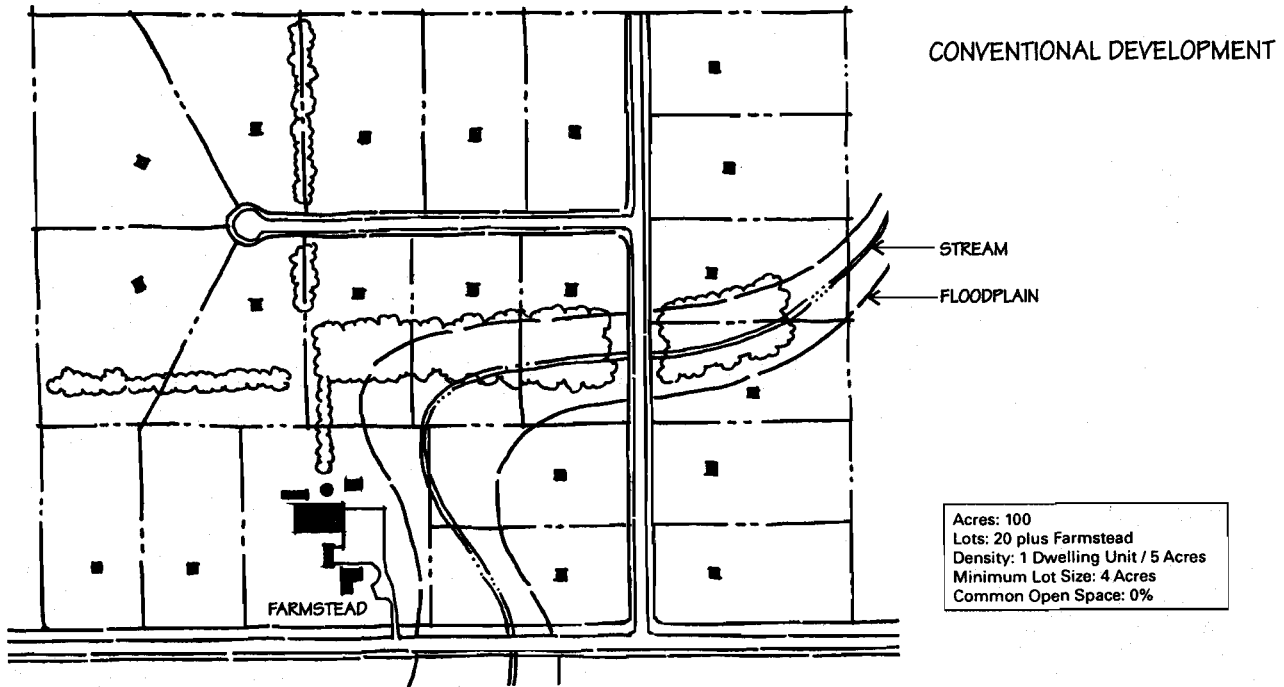 CONVENTIONAL DEVELOPMENT
STREAM
FLOODPLAIN
FARMSTEAD
Acres: 100
Lots: 20 plus Farmstead
Density: 1 Dwelling Unit / 5 Acres
Minimum Lot Size: 4 Acres
Common Open Space: 0%